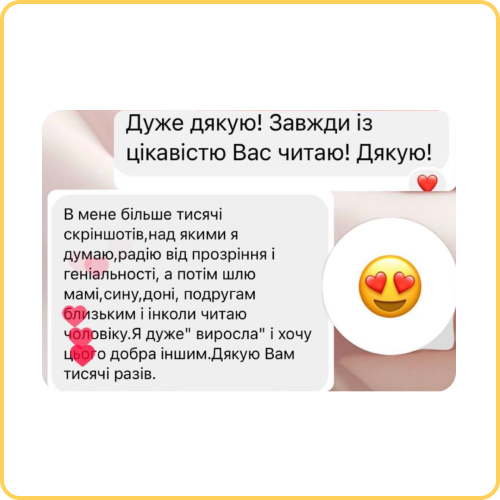 Дуже дякую! Завжди із
цікавістю Вас читаю! Дякую!
В мене більше тисячі
скріншотів,над якими я
думаю,радію від прозріння і
геніальності, а потім шлю
мамі,сину,доні, подругам
близьким і інколи читаю
чоловіку.Я дуже" виросла" і хочу
цього добра іншим.Дякую Вам
тисячі разів.